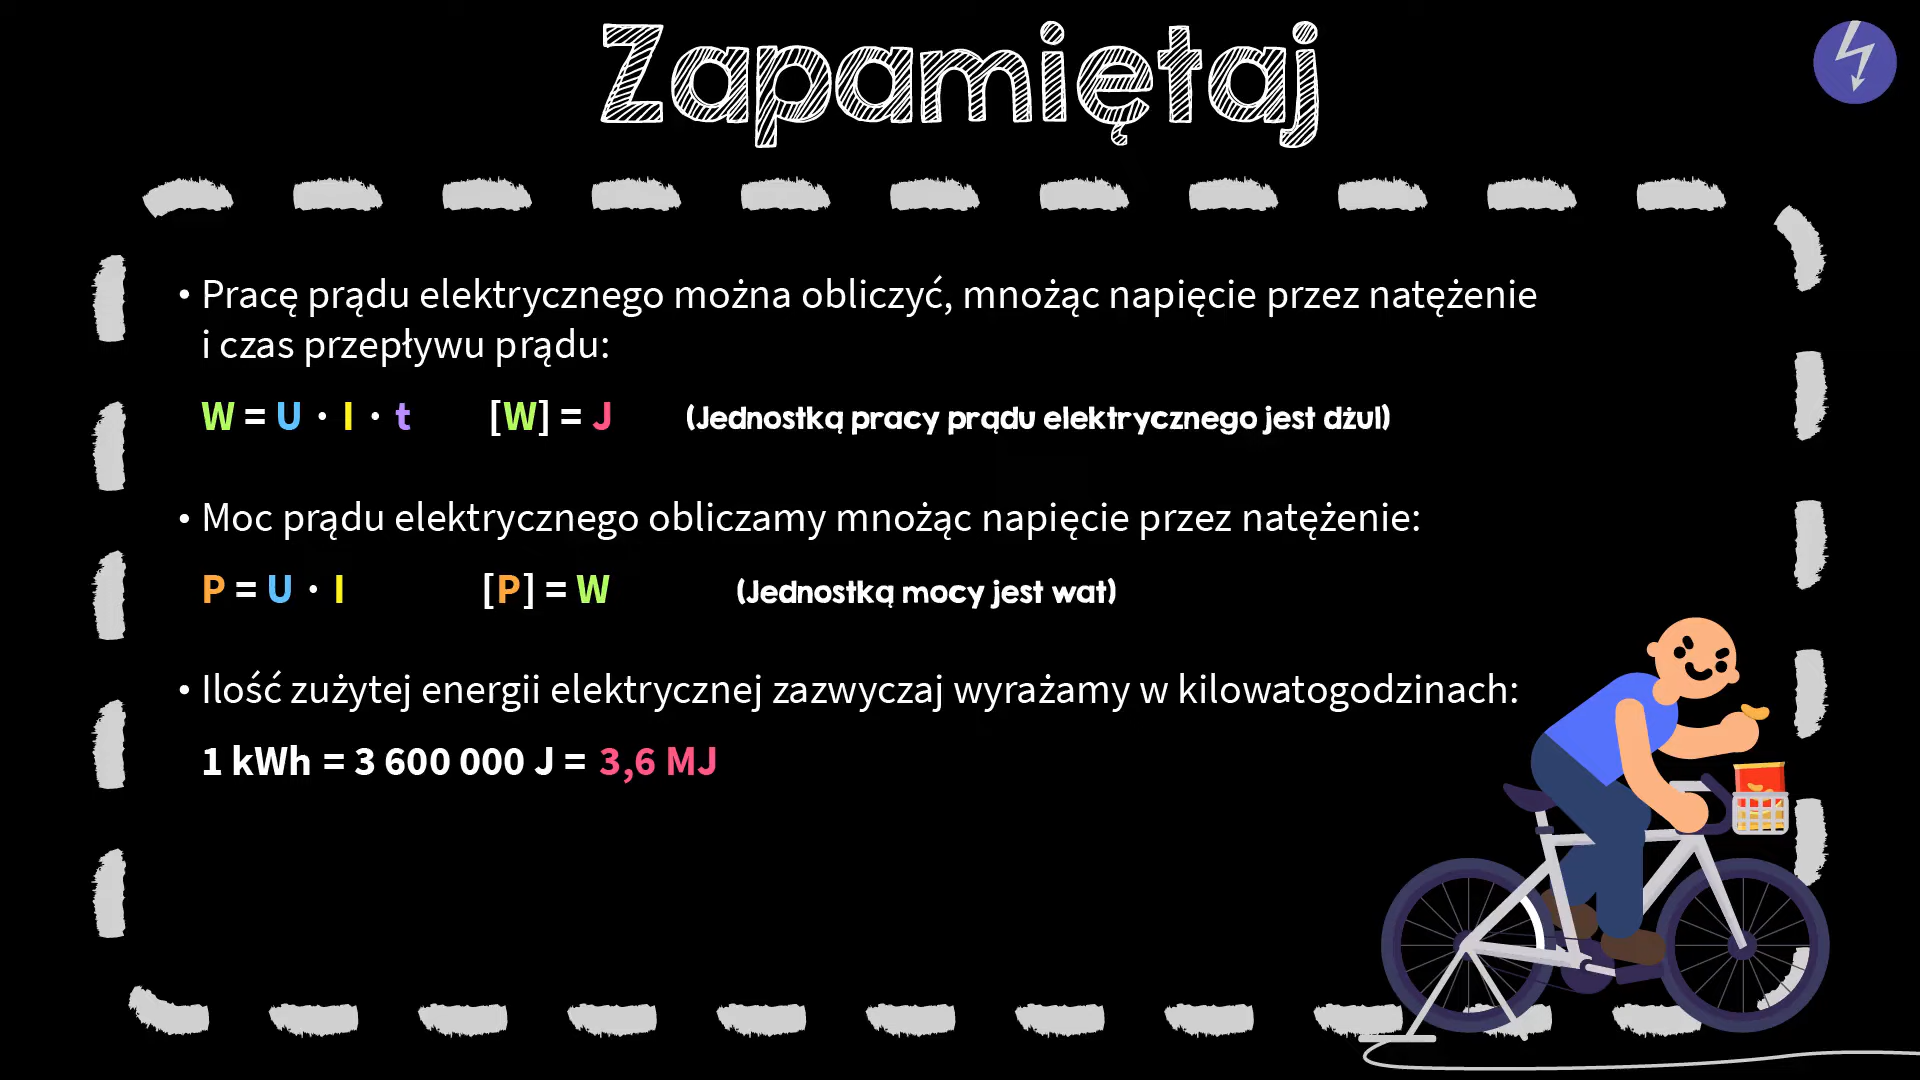 Zapamiętaj
• Pracę prądu elektrycznego można obliczyć, mnożąc napięcie przez natężenie
i czas przepływu prądu:
W = U · I · t [W] = J (Jednostką pracy prądu elektrycznego jest dżul)
• Moc prądu elektrycznego obliczamy mnożąc napięcie przez natężenie:
P = U · I [P] = W (Jednostką mocy jest wat)
• Ilość zużytej energii elektrycznej zazwyczaj wyrażamy w kilowatogodzinach:
1 kWh = 3 600 000 J = 3,6 MJ